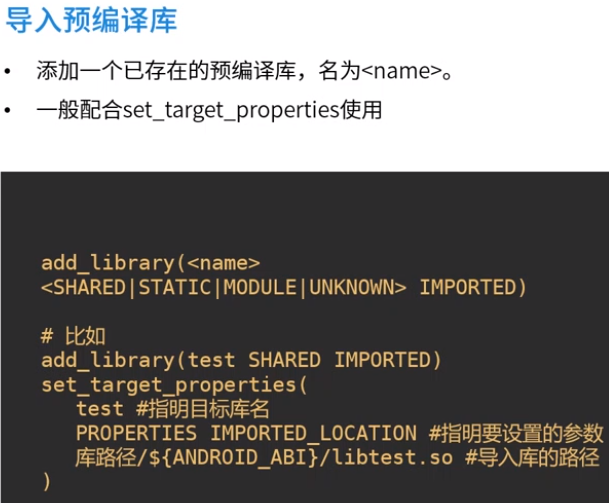 导入预编译库
• 添加一个已存在的预编译库，名为<name>。
• 一般配合set_target_properties使用
add_library(<name>
<SHARED|STATIC|MODULE|UNKNOWN> IMPORTED)
# 比如
add_library(test SHARED IMPORTED)
set_target_properties(
test #指明目标库名
PROPERTIES IMPORTED_LOCATION #指明要设置的参数
库路径/${ANDROID_ABI}/libtest.so #导入库的路径
)